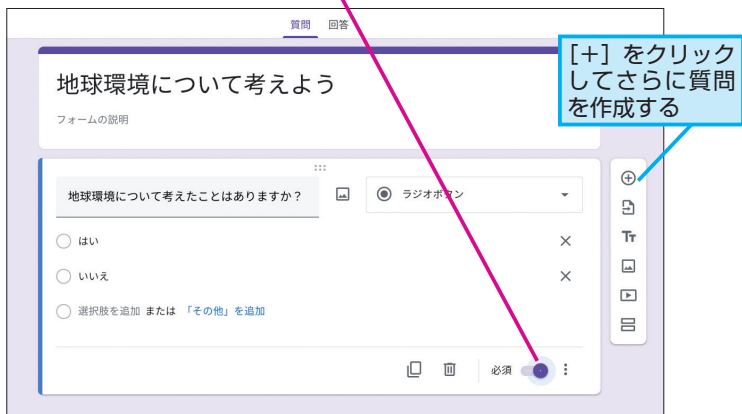 質問 回答
[+] をクリック
してさらに質問
を作成する
地球環境について考えよう
フォームの説明
地球環境について考えたことはありますか？ ラジオボタン
はい
いいえ
選択肢を追加 または 「その他」を追加
必須
Tт